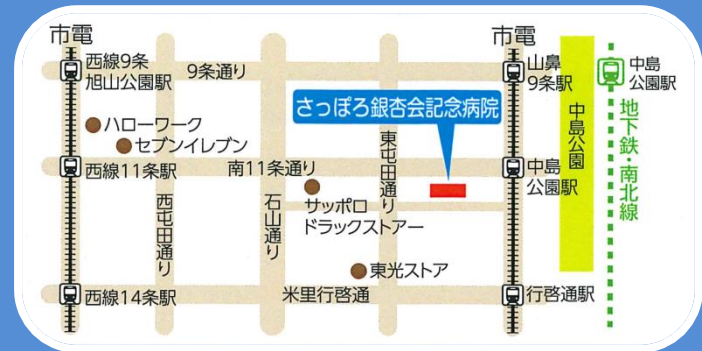 市電
西線9条
旭山公園駅
9条通り
市電
山鼻
9条駅
中島
公園駅
さっぽろ銀杏会記念病院
ハローワーク
セブンイレブン
西線11条駅
南11条通り
東屯田通り
中島
公園駅
中島公園
地下鉄・南北線
西屯田通り
石山通り
サッポロ
ドラックストアー
東光ストア
西線14条駅
米里行啓通
行啓通駅